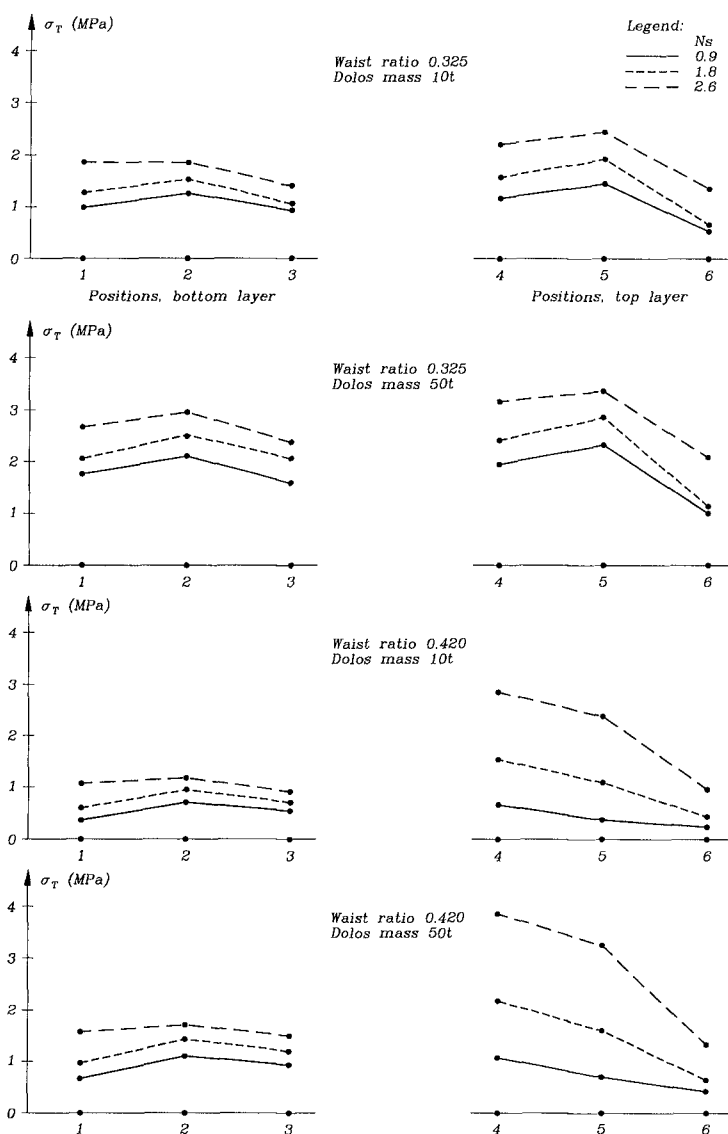 σT (MPa)
4
3
2
1
0
Waist ratio 0.325
Dolos mass 10t
Legend:
Ns
0.9
1.8
2.6
1 2 3
Positions, bottom layer
4 5 6
Positions, top layer
σT (MPa)
4
3
2
1
0
Waist ratio 0.325
Dolos mass 50t
1 2 3
4 5 6
σT (MPa)
4
3
2
1
0
Waist ratio 0.420
Dolos mass 10t
1 2 3
4 5 6
σT (MPa)
4
3
2
1
0
Waist ratio 0.420
Dolos mass 50t
1 2 3
4 5 6